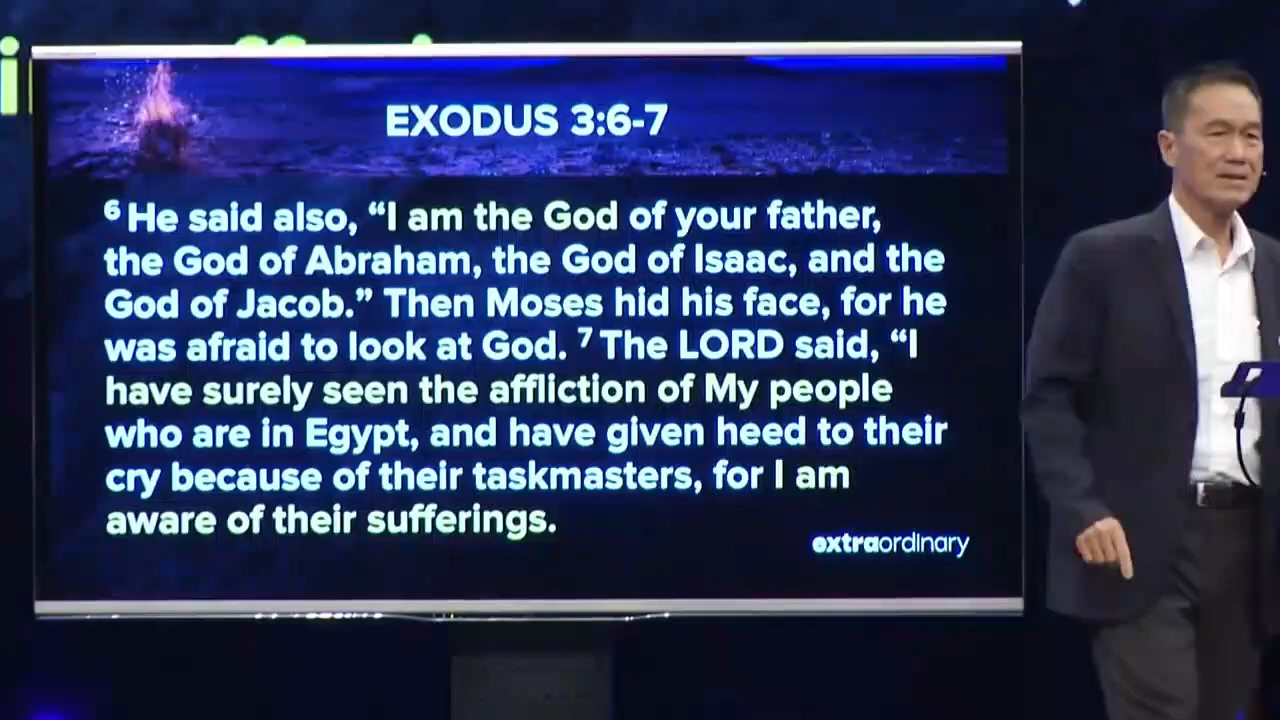 EXODUS 3:6-7
6 He said also, “I am the God of your father,
the God of Abraham, the God of Isaac, and the
God of Jacob.” Then Moses hid his face, for he
was afraid to look at God. 7 The LORD said, “I
have surely seen the affliction of My people
who are in Egypt, and have given heed to their
cry because of their taskmasters, for I am
aware of their sufferings.
extraordinary